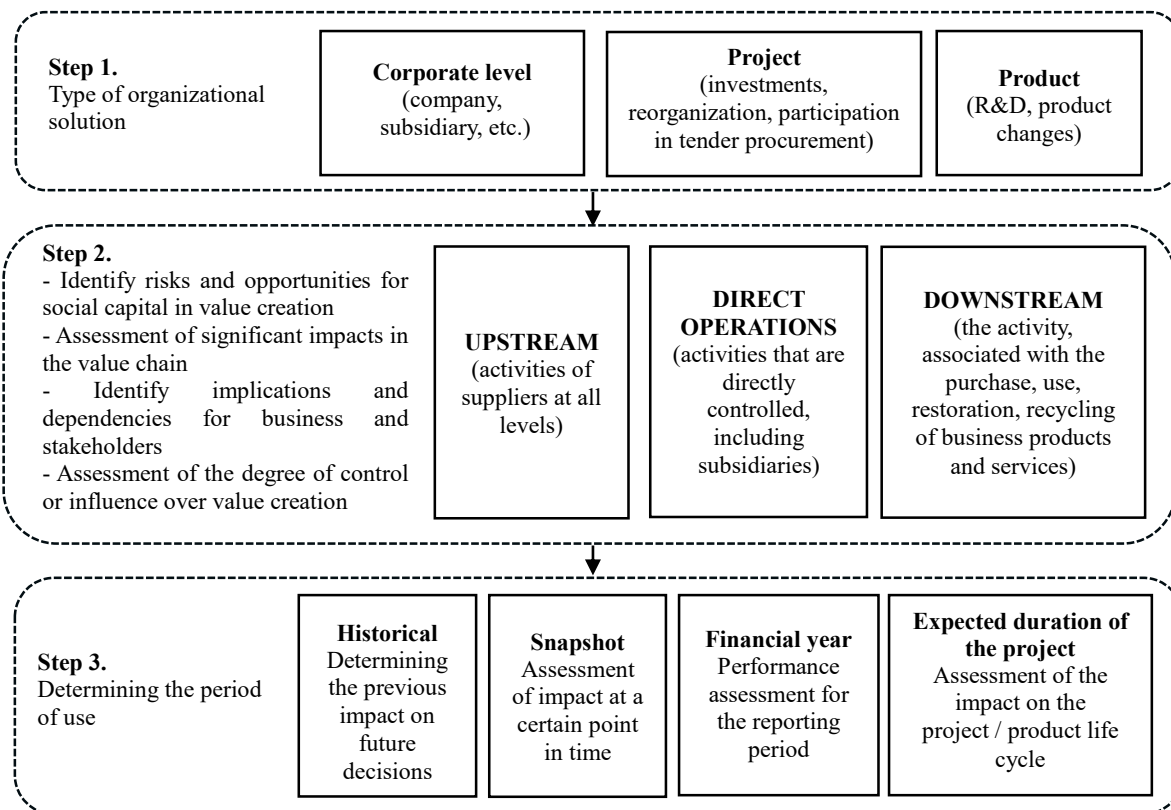 Step 1.
Type of organizational
solution
Corporate level
(company,
subsidiary, etc.)
Project
(investments,
reorganization, participation
in tender procurement)
Product
(R&D, product
changes)
Step 2.
- Identify risks and opportunities for
social capital in value creation
- Assessment of significant impacts in
the value chain
- Identify implications and
dependencies for business and
stakeholders
- Assessment of the degree of control
or influence over value creation
UPSTREAM
(activities of
suppliers at all
levels)
DIRECT
OPERATIONS
(activities that are
directly
controlled,
including
subsidiaries)
DOWNSTREAM
(the activity,
associated with the
purchase, use,
restoration, recycling
of business products
and services)
Step 3.
Determining the period
of use
Historical
Determining
the previous
impact on
future
decisions
Snapshot
Assessment
of impact at a
certain point
in time
Financial year
Performance
assessment for
the reporting
period
Expected duration of
the project
Assessment of the
impact on the
project / product life
cycle